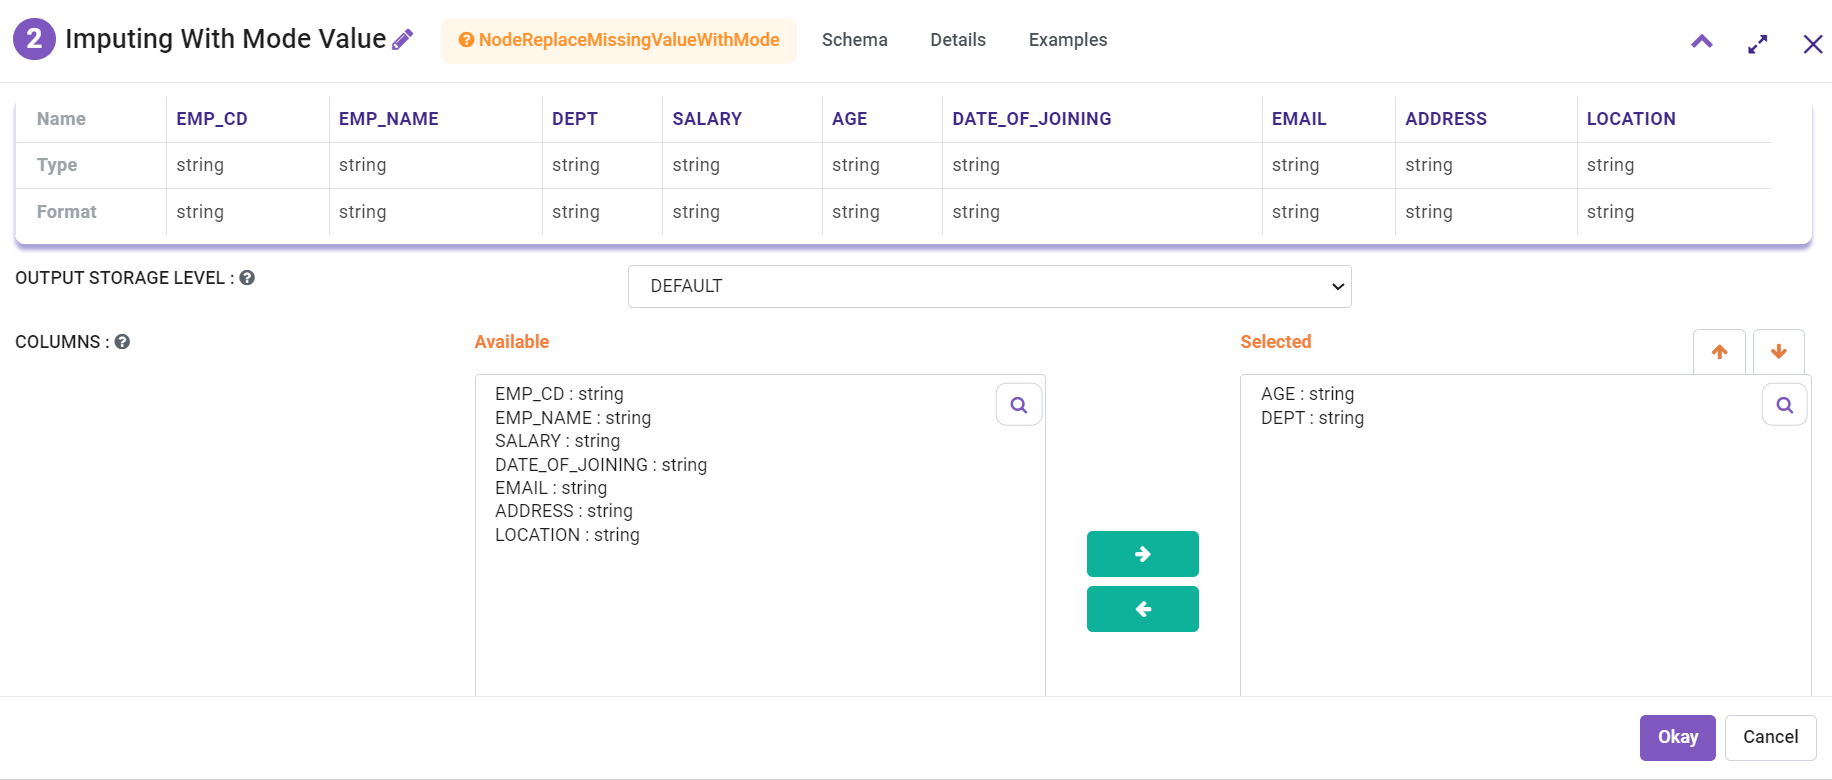 2 Imputing With Mode Value NodeReplaceMissingValueWithMode Schema Details Examples
Name EMP_CD EMP_NAME DEPT SALARY AGE DATE_OF_JOINING EMAIL ADDRESS LOCATION
Type string string string string string string string string string
Format string string string string string string string string string
OUTPUT STORAGE LEVEL : DEFAULT
COLUMNS : Available Selected
EMP_CD : string
EMP_NAME : string
SALARY : string
DATE_OF_JOINING : string
EMAIL : string
ADDRESS : string
LOCATION : string
AGE : string
DEPT : string
Okay Cancel